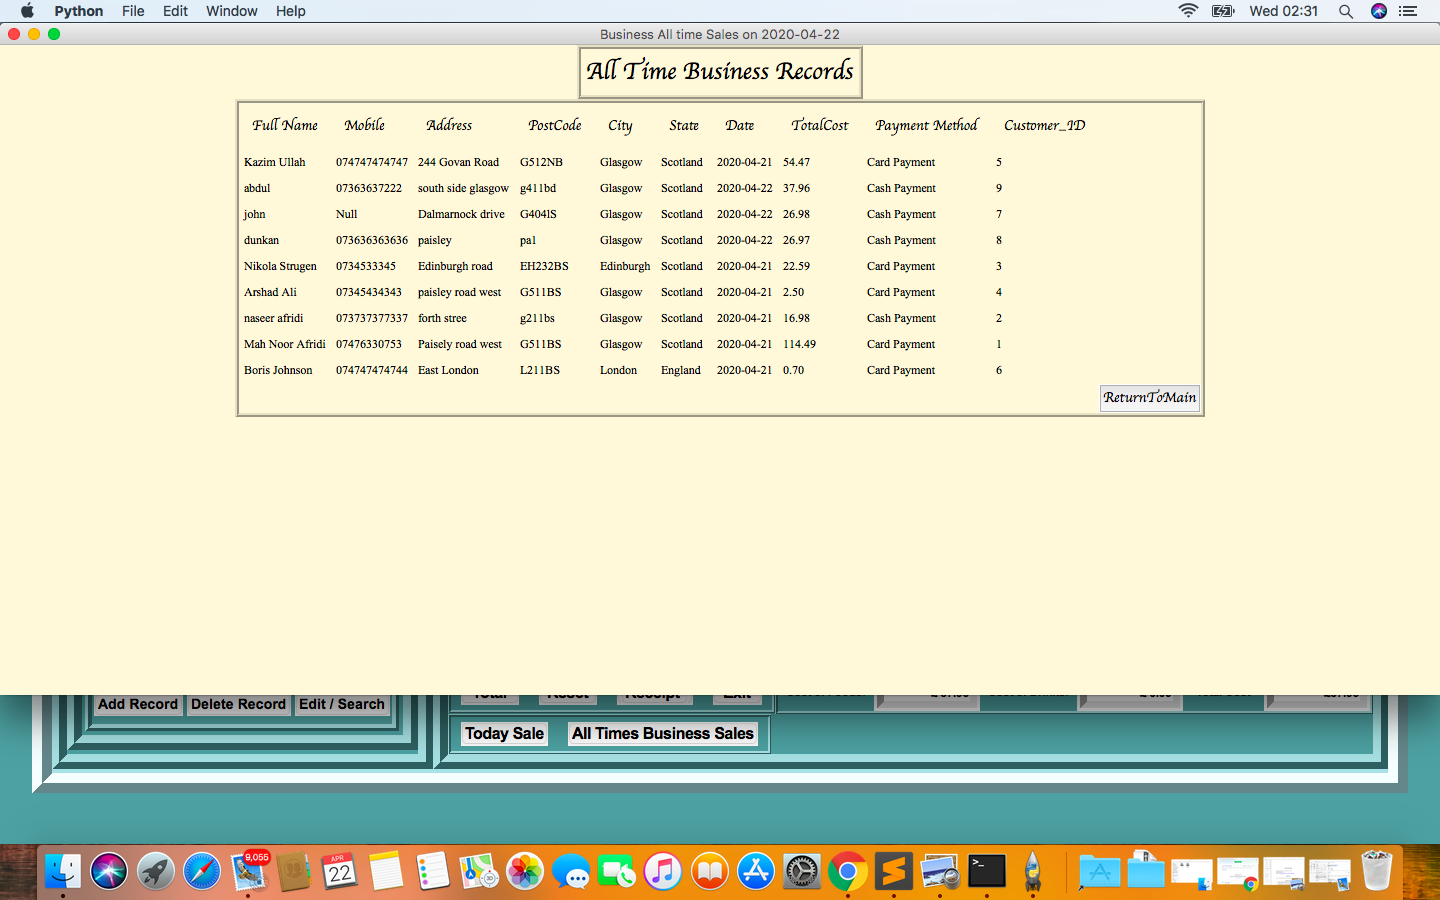 Python File Edit Window Help Wed 02:31
Business All time Sales on 2020-04-22
All Time Business Records
Full Name Mobile Address PostCode City State Date TotalCost Payment Method Customer_ID
Kazim Ullah 074747474747 244 Govan Road G512NB Glasgow Scotland 2020-04-21 54.47 Card Payment 5
abdul 07363637222 south side glasgow g411bd Glasgow Scotland 2020-04-22 37.96 Cash Payment 9
john Null Dalmarnock drive G404lS Glasgow Scotland 2020-04-22 26.98 Cash Payment 7
dunkan 073636363636 paisley pa1 Glasgow Scotland 2020-04-22 26.97 Cash Payment 8
Nikola Strugen 0734533345 Edinburgh road EH232BS Edinburgh Scotland 2020-04-21 22.59 Card Payment 3
Arshad Ali 07345434343 paisley road west G511BS Glasgow Scotland 2020-04-21 2.50 Card Payment 4
naseer afridi 073737377337 forth stree g211bs Glasgow Scotland 2020-04-21 16.98 Cash Payment 2
Mah Noor Afridi 07476330753 Paisely road west G511BS Glasgow Scotland 2020-04-21 114.49 Card Payment 1
Boris Johnson 074747474744 East London L211BS London England 2020-04-21 0.70 Card Payment 6
ReturnToMain
Total Reset Receipt Exit
Add Record Delete Record Edit / Search
Today Sale All Times Business Sales
9,055
APR
22